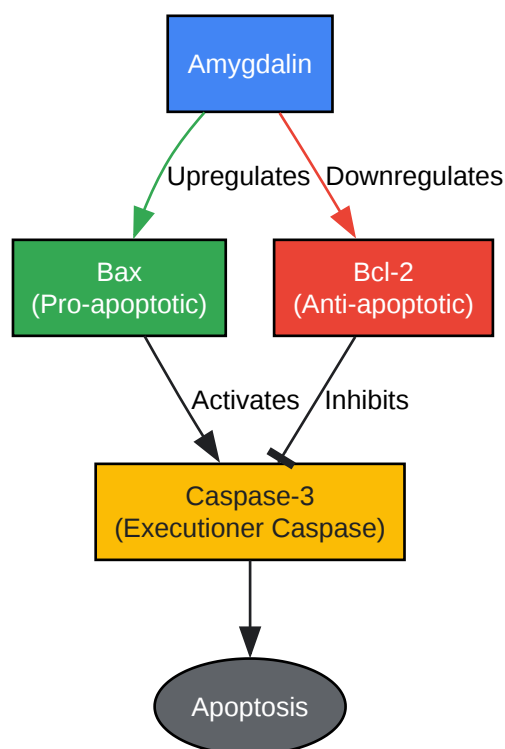 Amygdalin
Upregulates
Downregulates
Bax
(Pro-apoptotic)
Bcl-2
(Anti-apoptotic)
Activates
Inhibits
Caspase-3
(Executioner Caspase)
Apoptosis